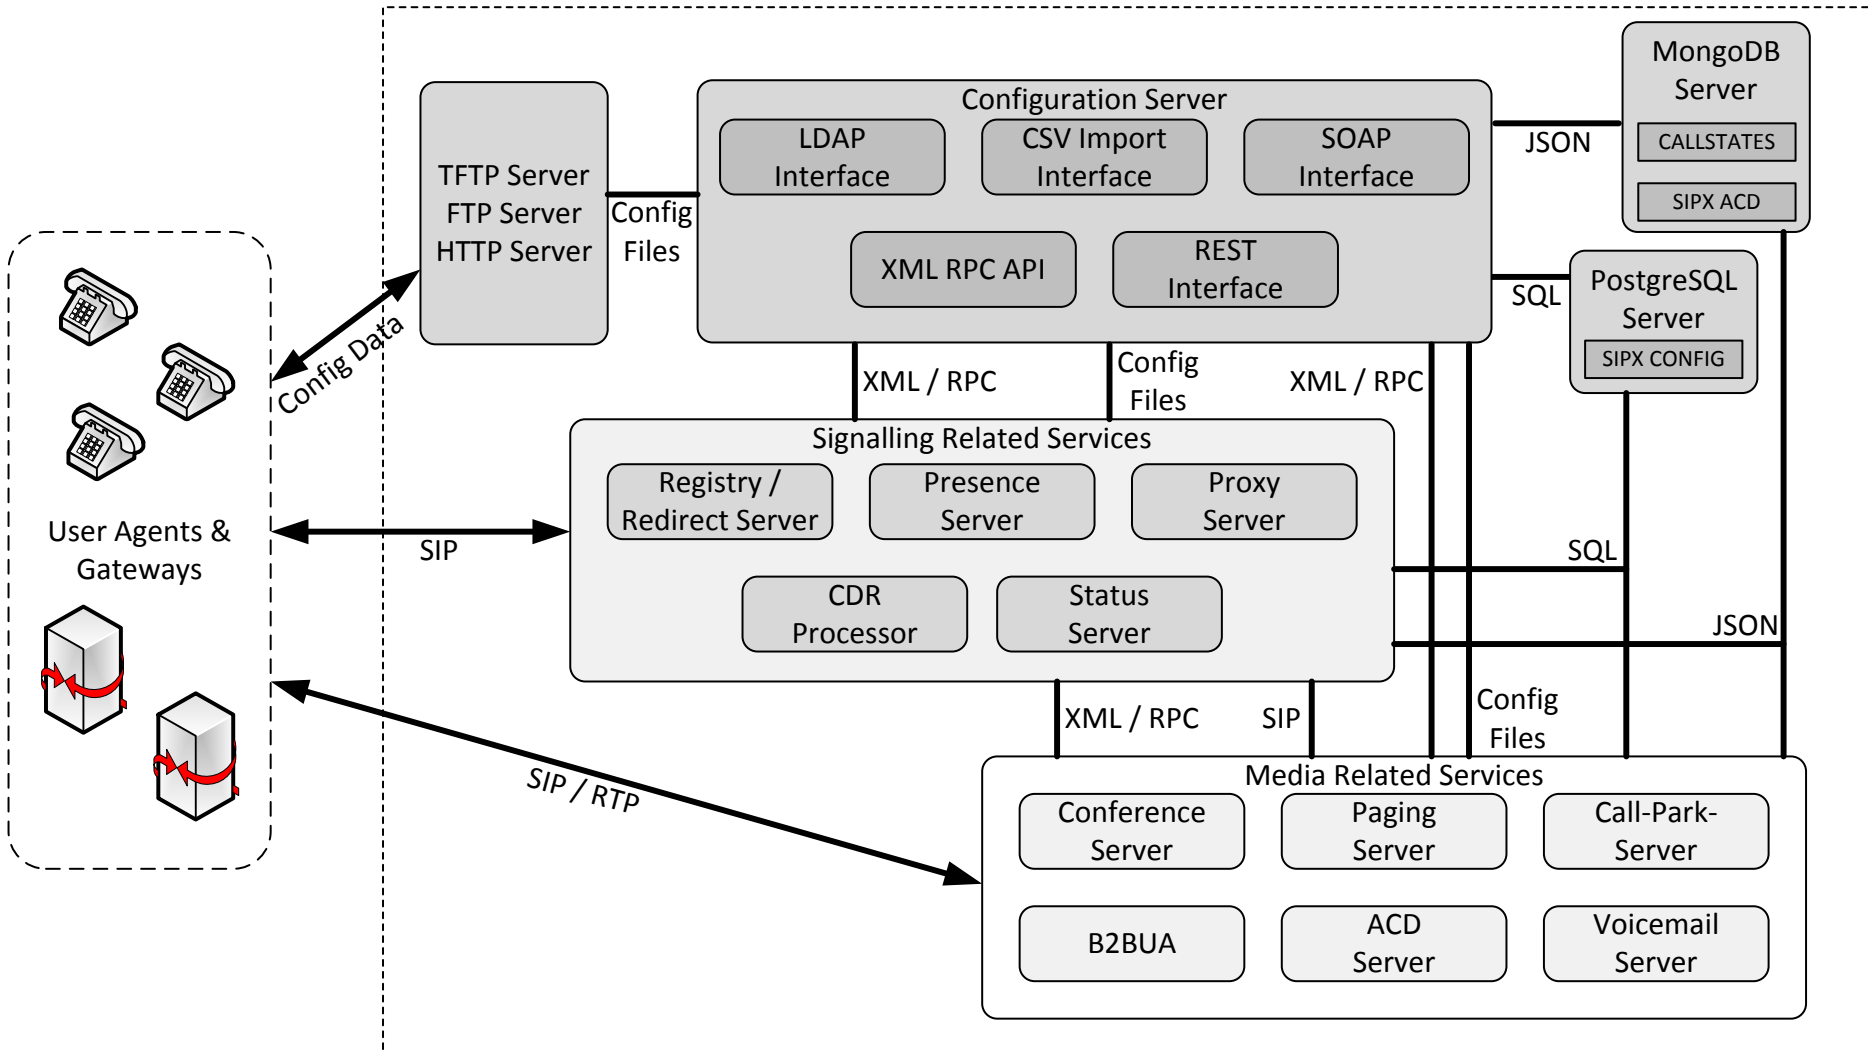 MongoDB
Server
CALLSTATES
SIPX ACD
Configuration Server
LDAP
Interface
CSV Import
Interface
SOAP
Interface
XML RPC API
REST
Interface
JSON
TFTP Server
FTP Server
HTTP Server
Config
Files
SQL
PostgreSQL
Server
SIPX CONFIG
Config Data
XML / RPC
Config
Files
XML / RPC
Signalling Related Services
Registry /
Redirect Server
Presence
Server
Proxy
Server
CDR
Processor
Status
Server
User Agents &
Gateways
SIP
SQL
JSON
XML / RPC
SIP
Config
Files
SIP / RTP
Media Related Services
Conference
Server
Paging
Server
Call-Park-
Server
B2BUA
ACD
Server
Voicemail
Server